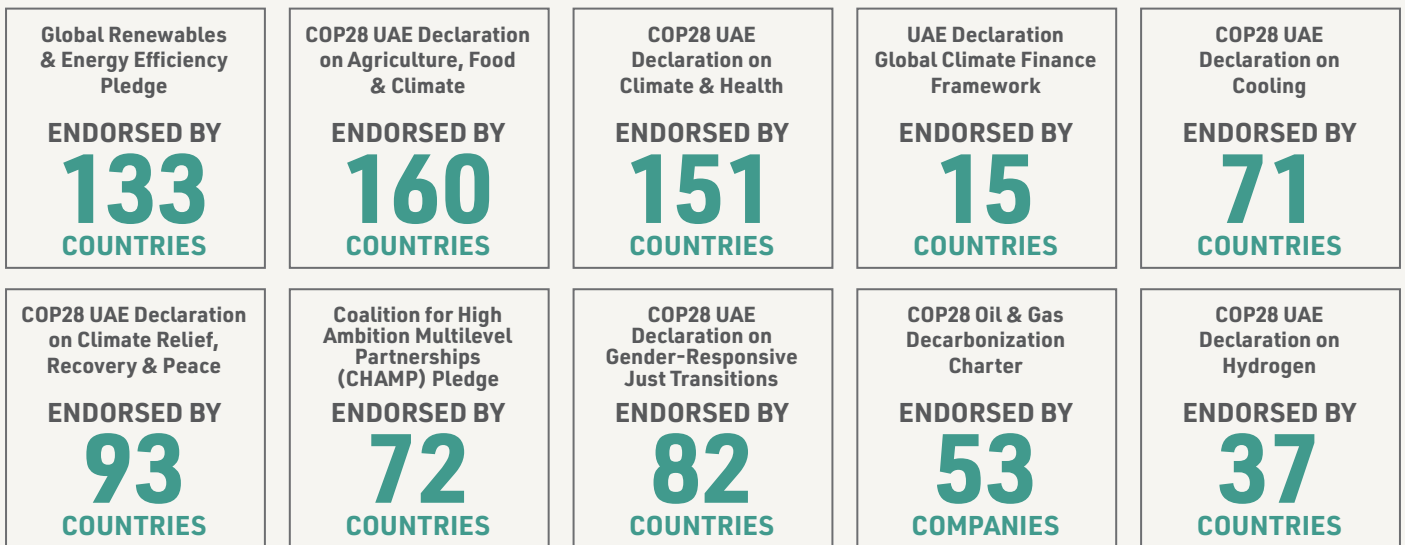 Global Renewables
& Energy Efficiency
Pledge
ENDORSED BY
133
COUNTRIES
COP28 UAE Declaration
on Agriculture, Food
& Climate
ENDORSED BY
160
COUNTRIES
COP28 UAE
Declaration on
Climate & Health
ENDORSED BY
151
COUNTRIES
UAE Declaration
Global Climate Finance
Framework
ENDORSED BY
15
COUNTRIES
COP28 UAE
Declaration on
Cooling
ENDORSED BY
71
COUNTRIES
COP28 UAE Declaration
on Climate Relief,
Recovery & Peace
ENDORSED BY
93
COUNTRIES
Coalition for High
Ambition Multilevel
Partnerships
(CHAMP) Pledge
ENDORSED BY
72
COUNTRIES
COP28 UAE
Declaration on
Gender-Responsive
Just Transitions
ENDORSED BY
82
COUNTRIES
COP28 Oil & Gas
Decarbonization
Charter
ENDORSED BY
53
COMPANIES
COP28 UAE
Declaration on
Hydrogen
ENDORSED BY
37
COUNTRIES